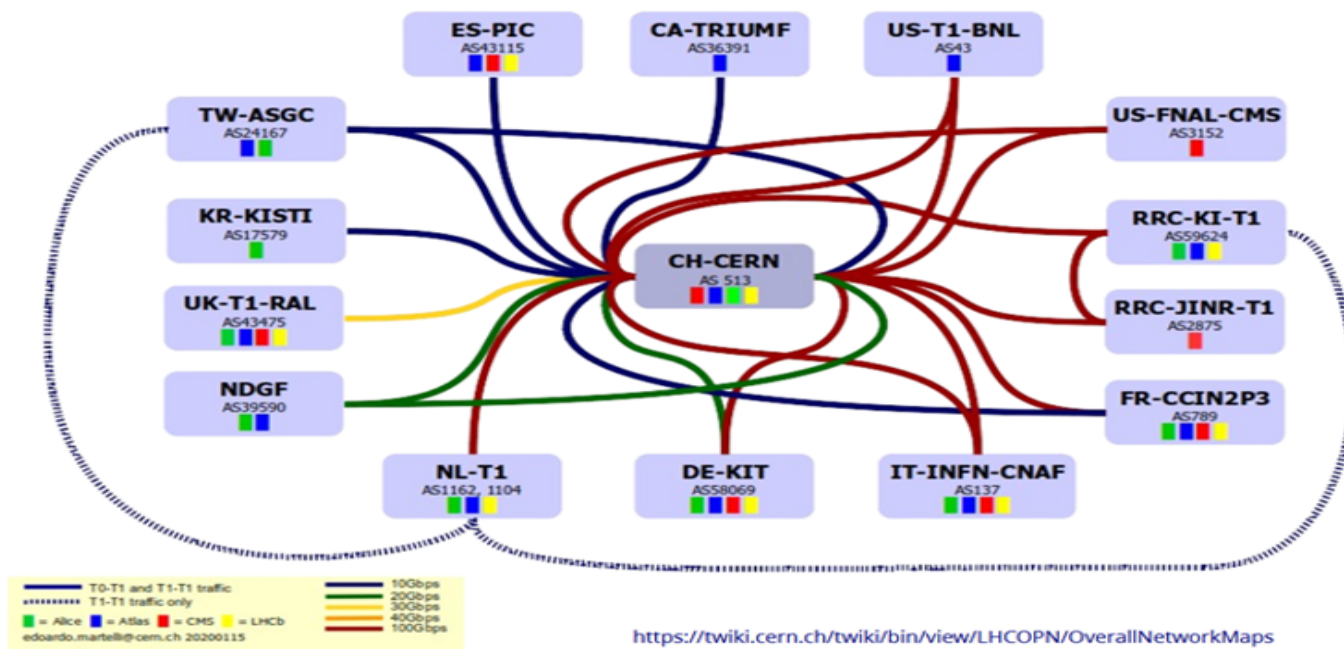 ES-PIC
AS43115
CA-TRIUMF
AS36391
US-T1-BNL
AS43
TW-ASGC
AS24167
US-FNAL-CMS
AS3152
KR-KISTI
AS17579
RRC-KI-T1
AS59624
CH-CERN
AS 513
UK-T1-RAL
AS43475
RRC-JINR-T1
AS2875
NDGF
AS39590
FR-CCIN2P3
AS789
NL-T1
AS1162, 1104
DE-KIT
AS58069
IT-INFN-CNAF
AS137
T0-T1 and T1-T1 traffic
T1-T1 traffic only
= Alice = Atlas = CMS = LHCb
edoardo.martelli@cern.ch 20200115
10Gbps
20Gbps
30Gbps
40Gbps
100Gbps
https://twiki.cern.ch/twiki/bin/view/LHCOPN/OverallNetworkMaps